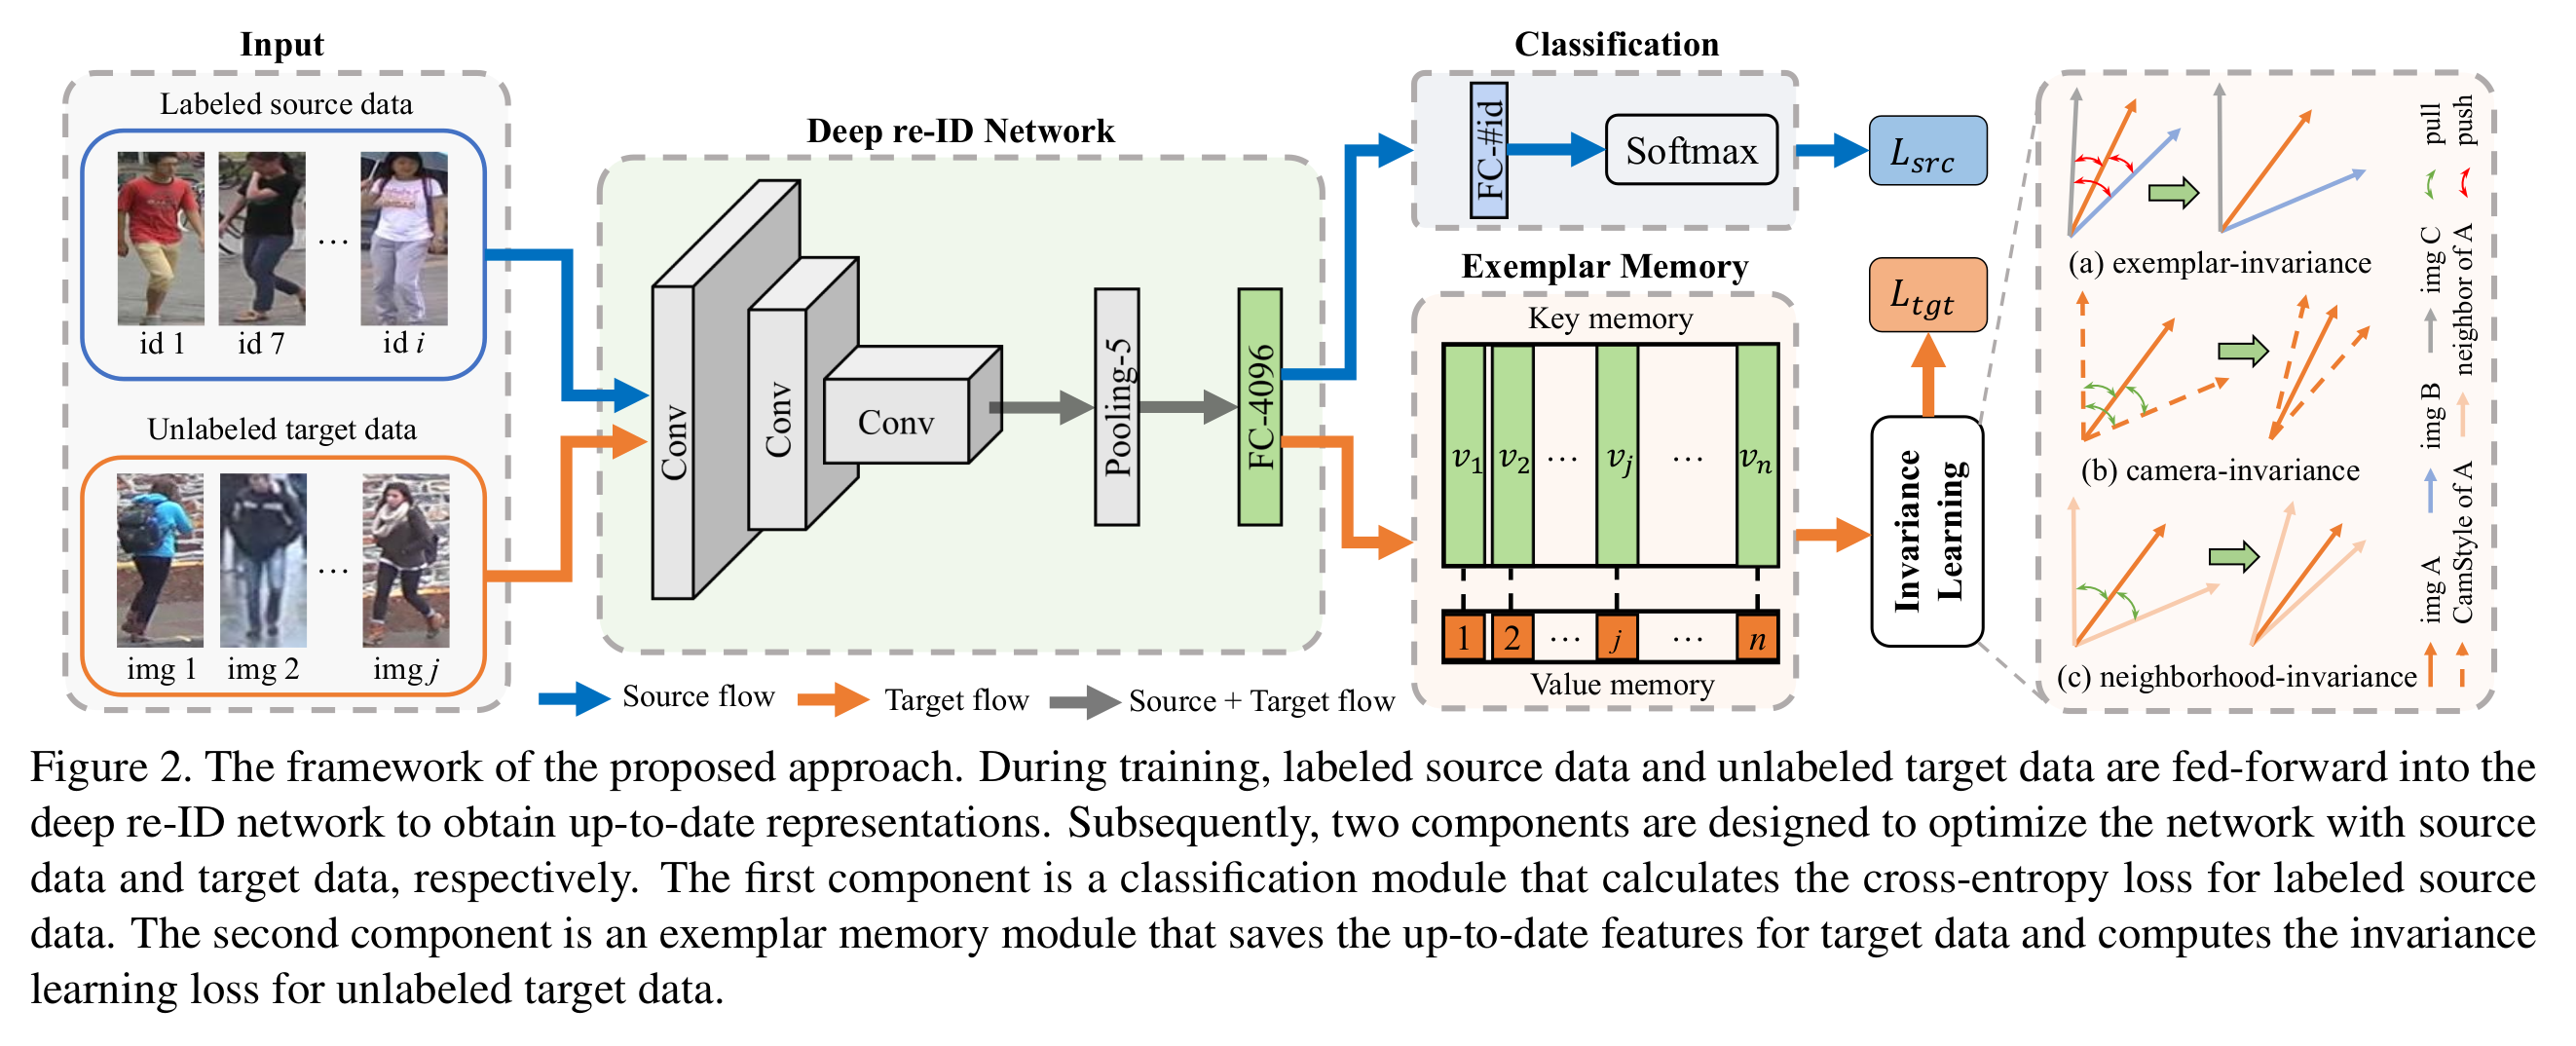 Input
Labeled source data
id 1
id 7
...
id i
Unlabeled target data
img 1
img 2
...
img j
Deep re-ID Network
Conv
Conv
Conv
Pooling-5
FC-4096
Source flow
Target flow
Source + Target flow
Classification
FC-#id
Softmax
L_src
Exemplar Memory
Key memory
v_1 v_2 ... v_j ... v_n
1 2 ... j ... n
Value memory
Invariance
Learning
L_tgt
(a) exemplar-invariance
(b) camera-invariance
(c) neighborhood-invariance
img A img B img C pull
CamStyle of A neighbor of A push
Figure 2. The framework of the proposed approach. During training, labeled source data and unlabeled target data are fed-forward into the
deep re-ID network to obtain up-to-date representations. Subsequently, two components are designed to optimize the network with source
data and target data, respectively. The first component is a classification module that calculates the cross-entropy loss for labeled source
data. The second component is an exemplar memory module that saves the up-to-date features for target data and computes the invariance
learning loss for unlabeled target data.